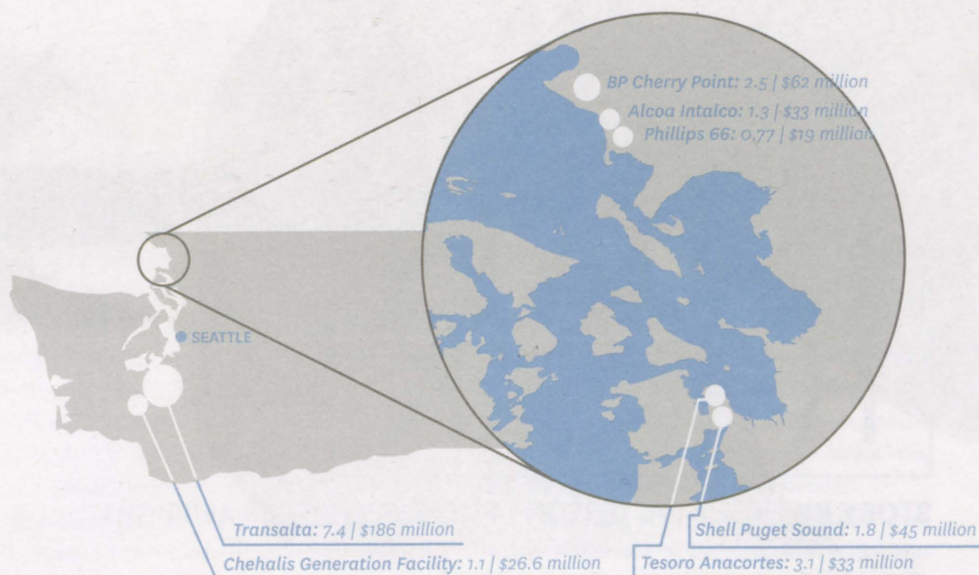 BP Cherry Point: 2.5 | $62 million
Alcoa Intalco: 1.3 | $33 million
Phillips 66: 0.77 | $19 million
SEATTLE
Transalta: 7.4 | $186 million
Shell Puget Sound: 1.8 | $45 million
Chehalis Generation Facility: 1.1 | $26.6 million
Tesoro Anacortes: 3.1 | $33 million